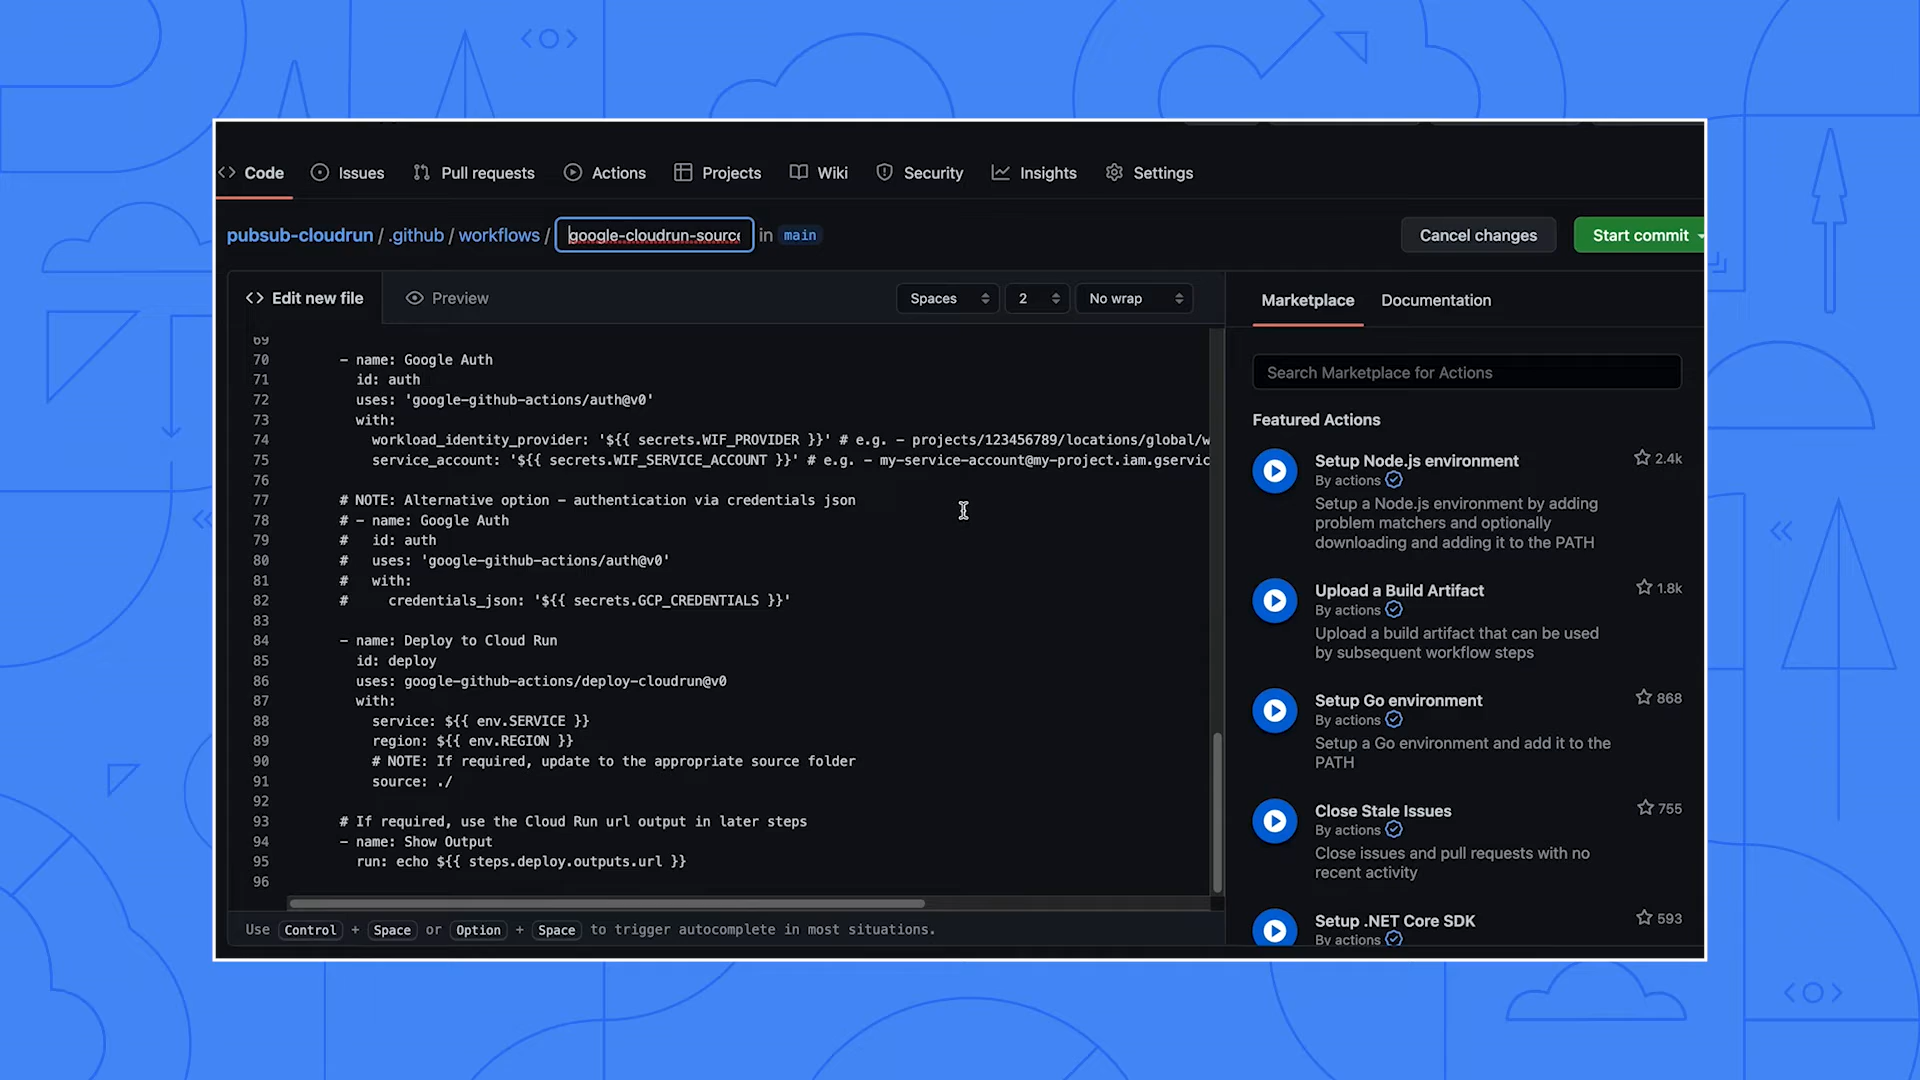 Code Issues Pull requests Actions Projects Wiki Security Insights Settings
pubsub-cloudrun / .github / workflows / google-cloudrun-source in main Cancel changes Start commit
Edit new file Preview Spaces 2 No wrap
69
70 - name: Google Auth
71 id: auth
72 uses: 'google-github-actions/auth@v0'
73 with:
74 workload_identity_provider: '${{ secrets.WIF_PROVIDER }}' # e.g. - projects/123456789/locations/global/w
75 service_account: '${{ secrets.WIF_SERVICE_ACCOUNT }}' # e.g. - my-service-account@my-project.iam.gservic
76
77 # NOTE: Alternative option - authentication via credentials json
78 # - name: Google Auth
79 #   id: auth
80 #   uses: 'google-github-actions/auth@v0'
81 #   with:
82 #     credentials_json: '${{ secrets.GCP_CREDENTIALS }}'
83
84 - name: Deploy to Cloud Run
85 id: deploy
86 uses: google-github-actions/deploy-cloudrun@v0
87 with:
88 service: ${{ env.SERVICE }}
89 region: ${{ env.REGION }}
90 # NOTE: If required, update to the appropriate source folder
91 source: ./
92
93 # If required, use the Cloud Run url output in later steps
94 - name: Show Output
95 run: echo ${{ steps.deploy.outputs.url }}
96
Use Control + Space or Option + Space to trigger autocomplete in most situations.
Marketplace Documentation
Search Marketplace for Actions
Featured Actions
Setup Node.js environment 2.4k
By actions
Setup a Node.js environment by adding
problem matchers and optionally
downloading and adding it to the PATH
Upload a Build Artifact 1.8k
By actions
Upload a build artifact that can be used
by subsequent workflow steps
Setup Go environment 868
By actions
Setup a Go environment and add it to the
PATH
Close Stale Issues 755
By actions
Close issues and pull requests with no
recent activity
Setup .NET Core SDK 593
By actions